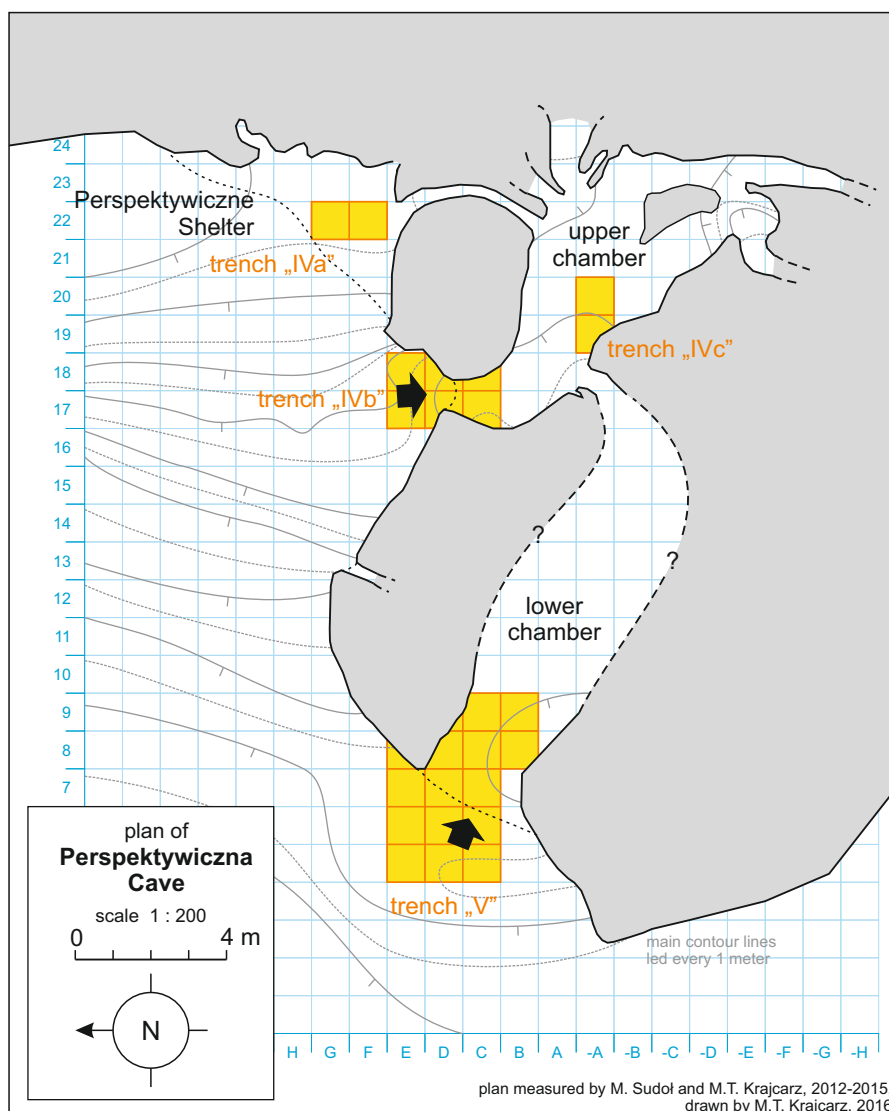 24
23
Perspektywiczne
Shelter
22
upper
chamber
21
trench „IVa”
20
19
trench „IVc”
18
trench „IVb”
17
16
15
14
?
13
?
12
lower
chamber
11
10
9
8
7
plan of
Perspektywiczna
Cave
scale 1 : 200
0 4 m
N
trench „V”
main contour lines
led every 1 meter
H G F E D C B A -A -B -C -D -E -F -G -H
plan measured by M. Sudoł and M.T. Krajcarz, 2012-2015,
drawn by M.T. Krajcarz, 2016